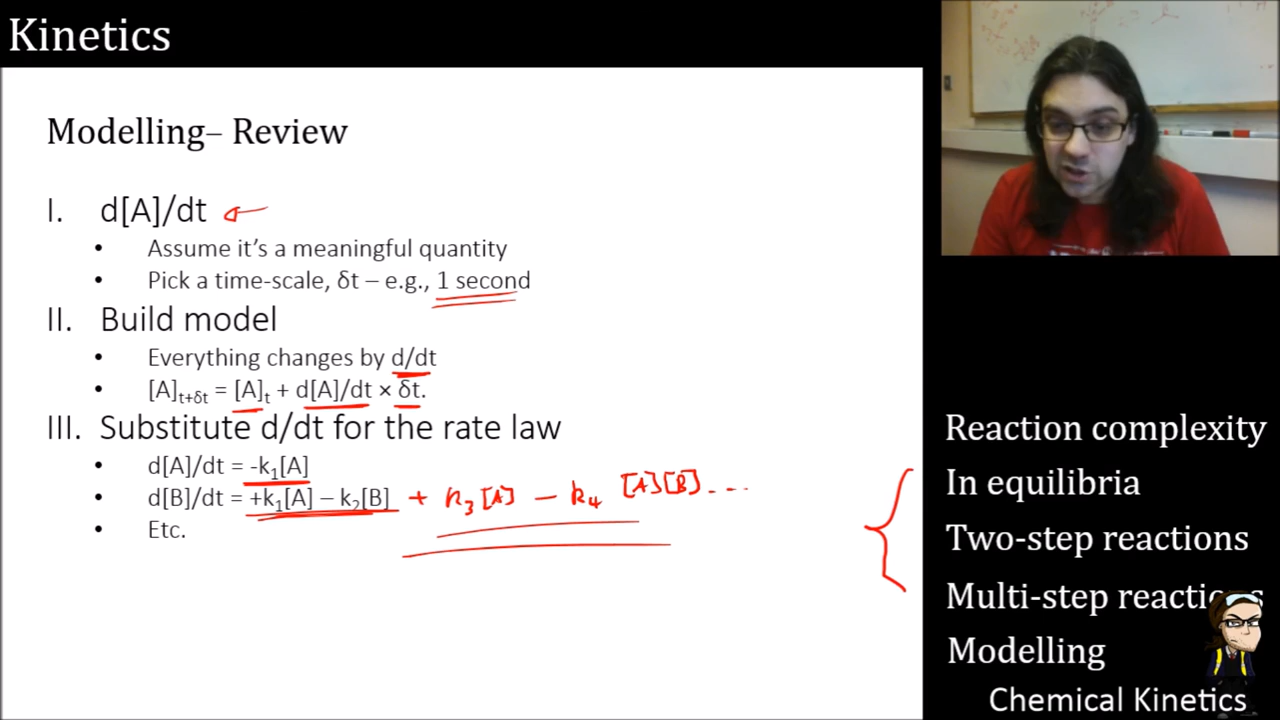 Kinetics
Modelling– Review
I. d[A]/dt
• Assume it's a meaningful quantity
• Pick a time-scale, δt – e.g., 1 second
II. Build model
• Everything changes by d/dt
• [A]t+δt = [A]t + d[A]/dt × δt.
III. Substitute d/dt for the rate law
• d[A]/dt = -k1[A]
• d[B]/dt = +k1[A] – k2[B] + k3[A] – k4 [A][B]...
• Etc.
Reaction complexity
In equilibria
Two-step reactions
Multi-step reactions
Modelling
Chemical Kinetics